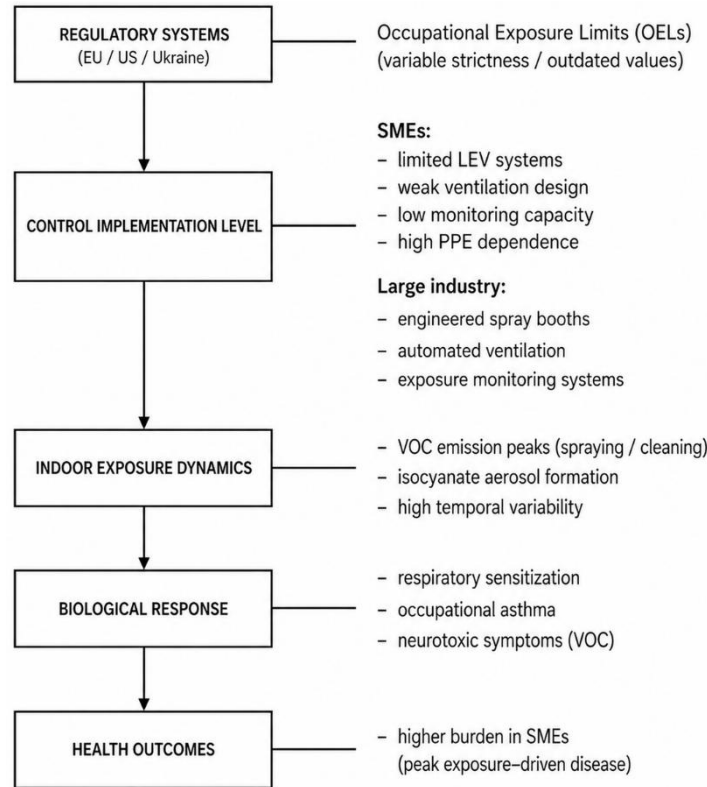 REGULATORY SYSTEMS
(EU / US / Ukraine)
Occupational Exposure Limits (OELs)
(variable strictness / outdated values)
CONTROL IMPLEMENTATION LEVEL
SMEs:
– limited LEV systems
– weak ventilation design
– low monitoring capacity
– high PPE dependence
Large industry:
– engineered spray booths
– automated ventilation
– exposure monitoring systems
INDOOR EXPOSURE DYNAMICS
– VOC emission peaks (spraying / cleaning)
– isocyanate aerosol formation
– high temporal variability
BIOLOGICAL RESPONSE
– respiratory sensitization
– occupational asthma
– neurotoxic symptoms (VOC)
HEALTH OUTCOMES
– higher burden in SMEs
(peak exposure–driven disease)